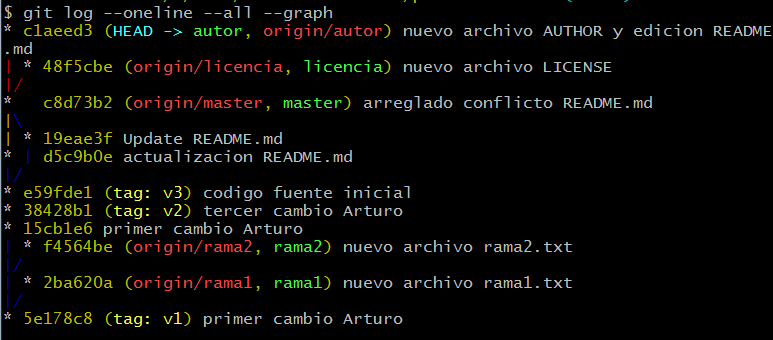 $ git log --oneline --all --graph
* c1aeed3 (HEAD -> autor, origin/autor) nuevo archivo AUTHOR y edicion README
.md
| * 48f5cbe (origin/licencia, licencia) nuevo archivo LICENSE
|/
*   c8d73b2 (origin/master, master) arreglado conflicto README.md
|\
| * 19eae3f Update README.md
* | d5c9b0e actualizacion README.md
|/
* e59fde1 (tag: v3) codigo fuente inicial
* 38428b1 (tag: v2) tercer cambio Arturo
* 15cb1e6 primer cambio Arturo
| * f4564be (origin/rama2, rama2) nuevo archivo rama2.txt
|/
| * 2ba620a (origin/rama1, rama1) nuevo archivo rama1.txt
|/
* 5e178c8 (tag: v1) primer cambio Arturo